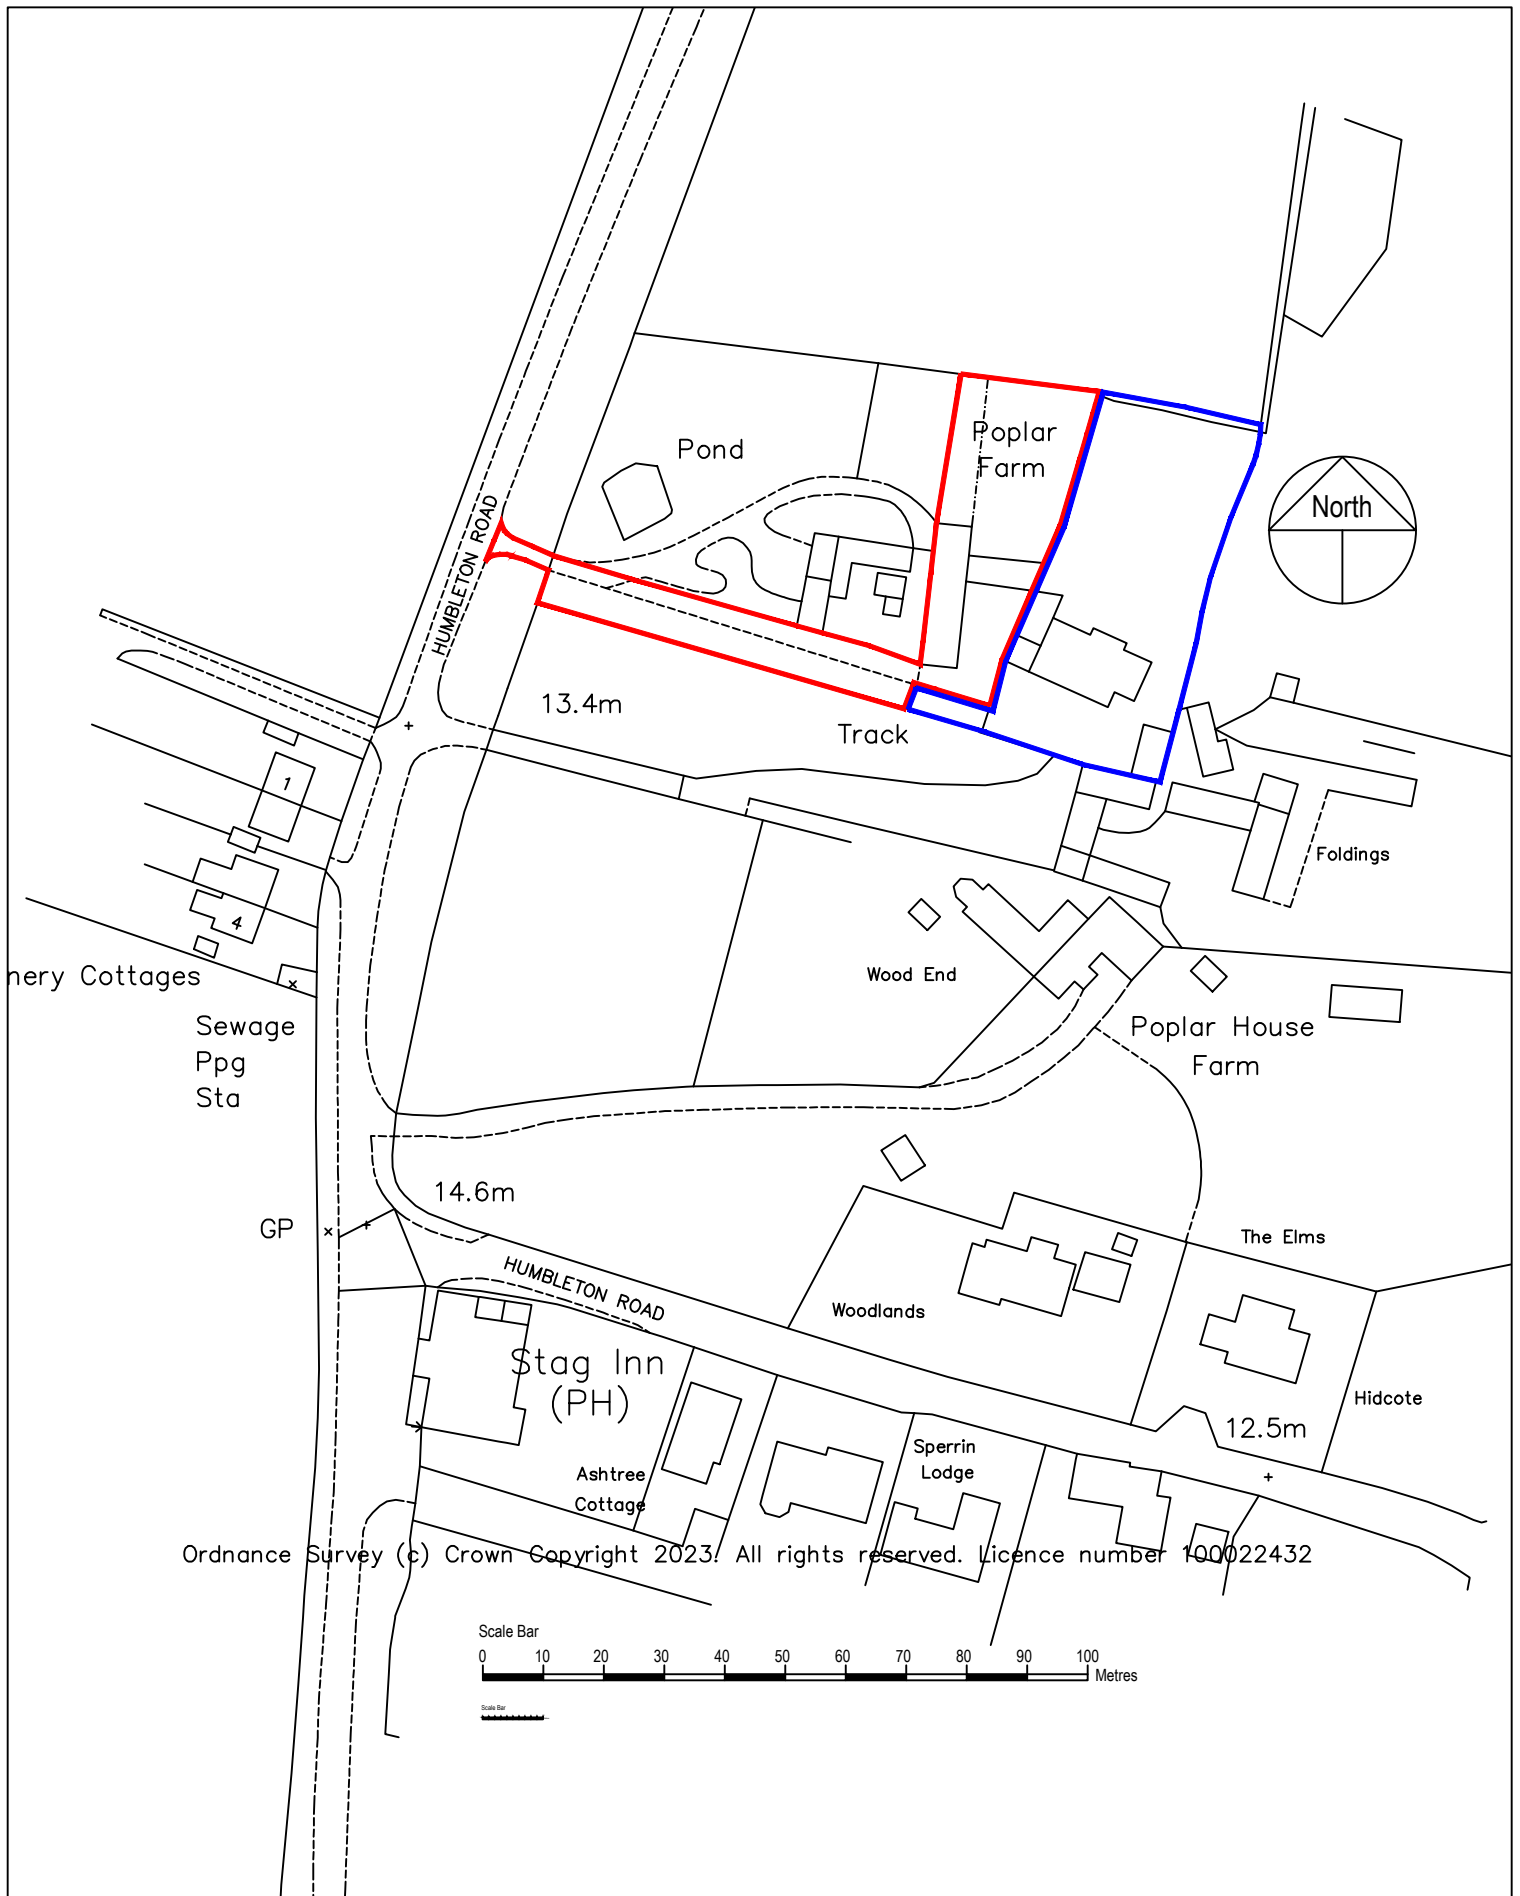 Poplar
Farm
Pond
North
HUMBLETON ROAD
13.4m
Track
1
Foldings
4
nery Cottages
Wood End
Sewage
Ppg
Sta
Poplar House
Farm
14.6m
GP
The Elms
HUMBLETON ROAD
Woodlands
Stag Inn
(PH)
Hidcote
12.5m
Sperrin
Lodge
Ashtree
Cottage
Ordnance Survey (c) Crown Copyright 2023. All rights reserved. Licence number 100022432
Scale Bar
0 10 20 30 40 50 60 70 80 90 100
Metres
Scale Bar